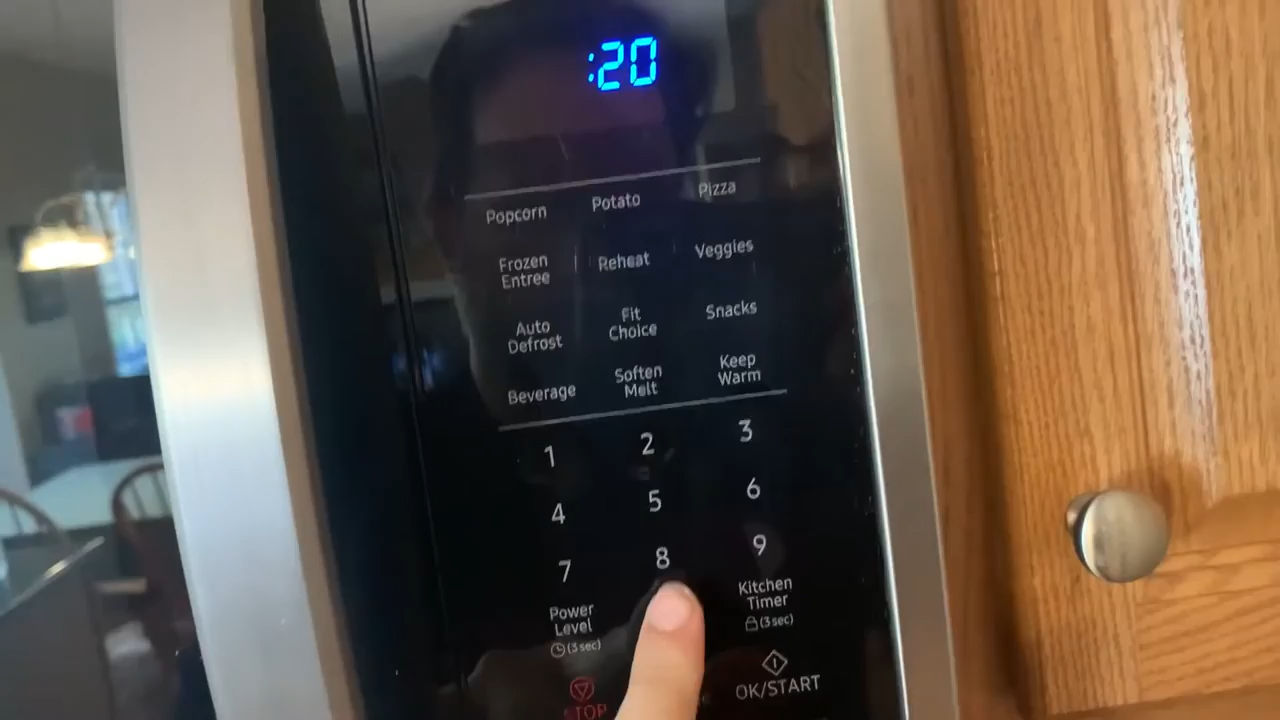 :20
Popcorn Potato Pizza
Frozen Entree Reheat Veggies
Auto Defrost Fit Choice Snacks
Beverage Soften Melt Keep Warm
1 2 3
4 5 6
7 8 9
Power Level Kitchen Timer
(3 sec) (3 sec)
STOP OK/START